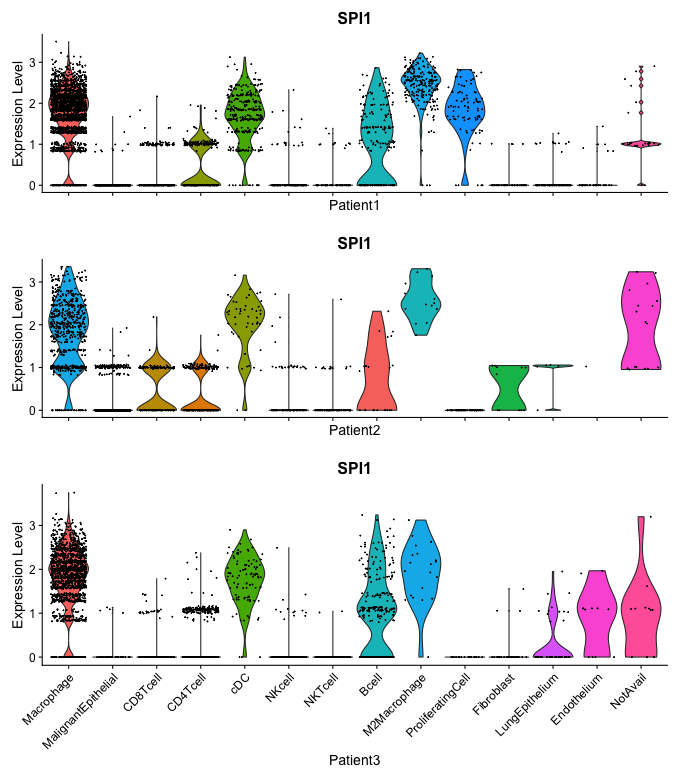 SPI1
Expression Level
3
2
1
0
Patient1
SPI1
Expression Level
3
2
1
0
Patient2
SPI1
Expression Level
3
2
1
0
Macrophage
MalignantEpithelial
CD8Tcell
CD4Tcell
cDC
NKcell
NKTcell
Bcell
M2Macrophage
ProliferatingCell
Fibroblast
LungEpithelium
Endothelium
NotAvail
Patient3